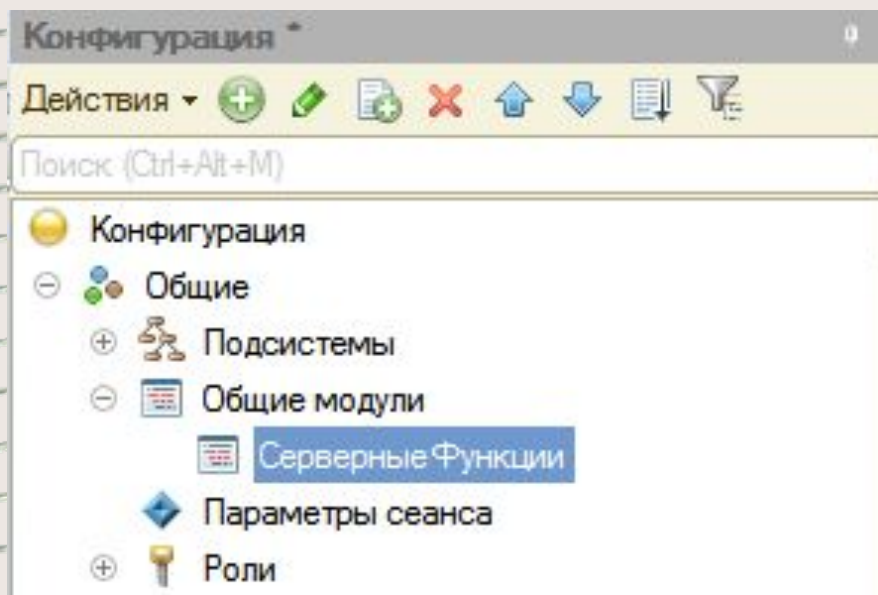 Конфигурация *
Действия
Поиск (Ctrl+Alt+M)
Конфигурация
Общие
Подсистемы
Общие модули
СерверныеФункции
Параметры сеанса
Роли